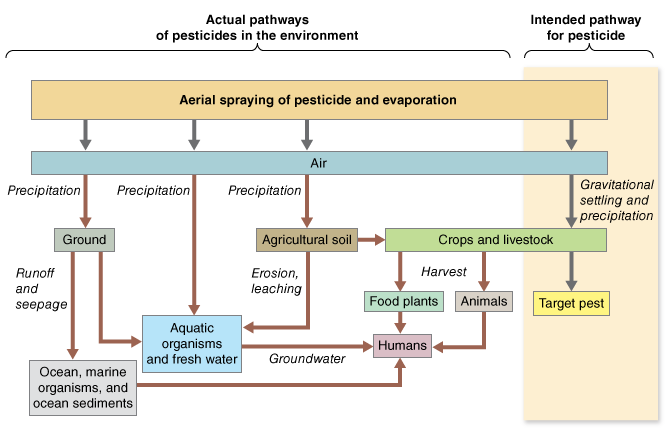 Actual pathways
of pesticides in the environment
Intended pathway
for pesticide
Aerial spraying of pesticide and evaporation
Air
Precipitation
Precipitation
Precipitation
Gravitational
settling and
precipitation
Ground
Agricultural soil
Crops and livestock
Runoff
and
seepage
Erosion,
leaching
Harvest
Food plants
Animals
Target pest
Aquatic
organisms
and fresh water
Groundwater
Humans
Ocean, marine
organisms, and
ocean sediments